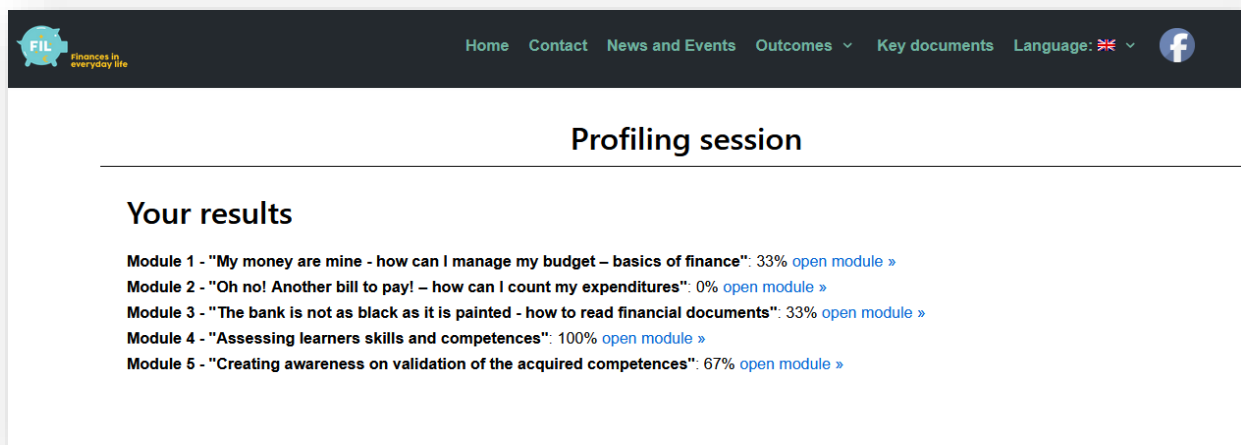 FIL
Finances in
everyday life
Home Contact News and Events Outcomes Key documents Language:
Profiling session
Your results
Module 1 - "My money are mine - how can I manage my budget – basics of finance": 33% open module »
Module 2 - "Oh no! Another bill to pay! – how can I count my expenditures": 0% open module »
Module 3 - "The bank is not as black as it is painted - how to read financial documents": 33% open module »
Module 4 - "Assessing learners skills and competences": 100% open module »
Module 5 - "Creating awareness on validation of the acquired competences": 67% open module »